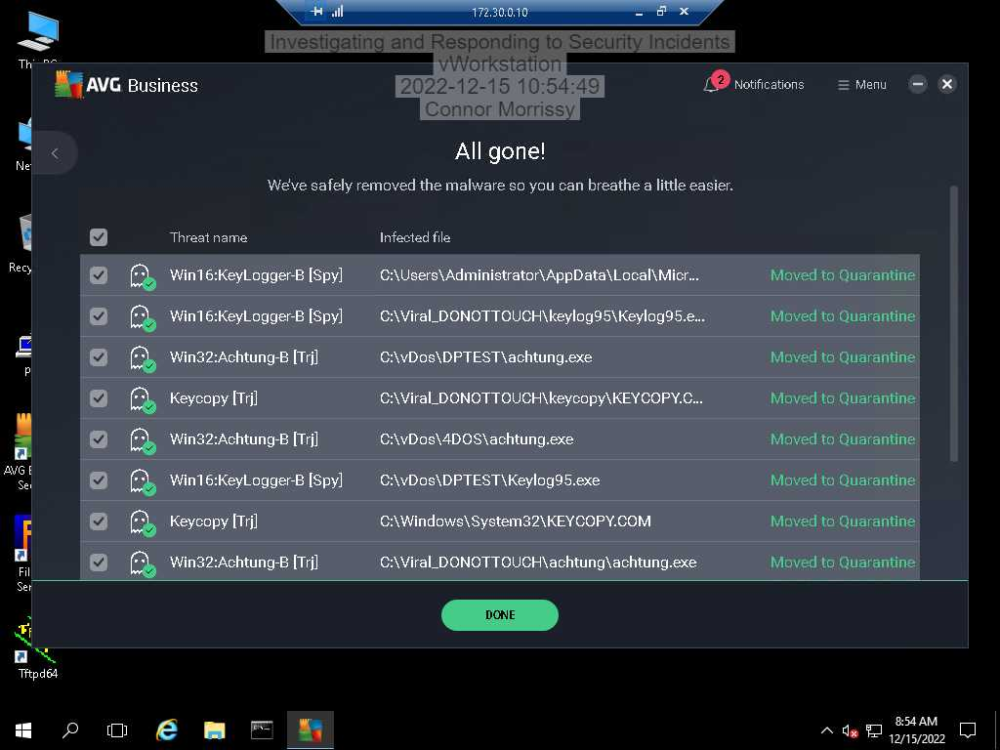 172.30.0.10
Investigating and Responding to Security Incidents
vWorkstation
2022-12-15 10:54:49
Connor Morrissy
AVG Business
2
Notifications
Menu
All gone!
We've safely removed the malware so you can breathe a little easier.
Threat name Infected file
Win16:KeyLogger-B [Spy] C:\Users\Administrator\AppData\Local\Micr... Moved to Quarantine
Win16:KeyLogger-B [Spy] C:\Viral_DONOTTOUCH\keylog95\Keylog95.e... Moved to Quarantine
Win32:Achtung-B [Trj] C:\vDos\DPTEST\achtung.exe Moved to Quarantine
Keycopy [Trj] C:\Viral_DONOTTOUCH\keycopy\KEYCOPY.C... Moved to Quarantine
Win32:Achtung-B [Trj] C:\vDos\4DOS\achtung.exe Moved to Quarantine
Win16:KeyLogger-B [Spy] C:\vDos\DPTEST\Keylog95.exe Moved to Quarantine
Keycopy [Trj] C:\Windows\System32\KEYCOPY.COM Moved to Quarantine
Win32:Achtung-B [Trj] C:\Viral_DONOTTOUCH\achtung\achtung.exe Moved to Quarantine
DONE
Net
Recy
p
AVG B
Sec
Fil
Ser
Tftpd64
8:54 AM
12/15/2022